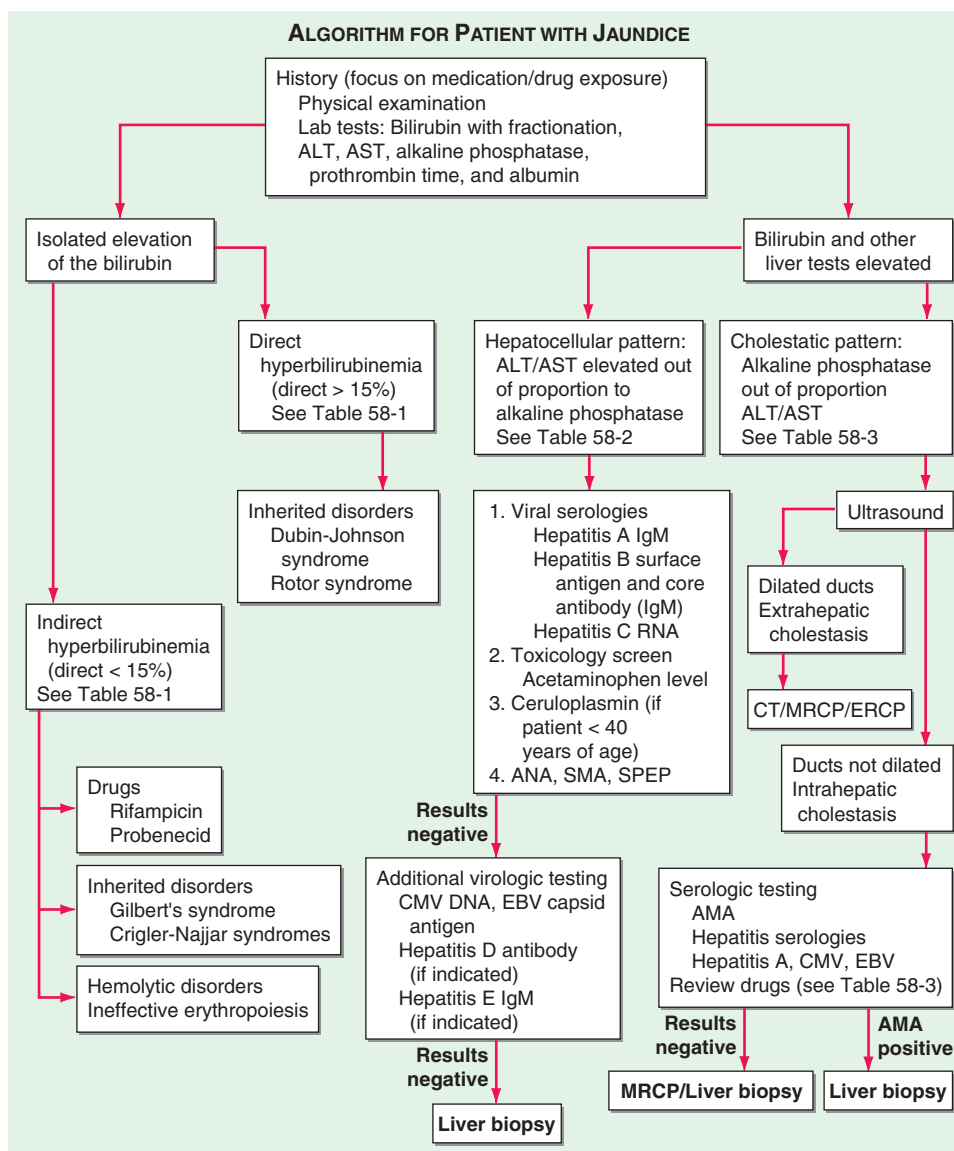 ALGORITHM FOR PATIENT WITH JAUNDICE
History (focus on medication/drug exposure)
Physical examination
Lab tests: Bilirubin with fractionation,
ALT, AST, alkaline phosphatase,
prothrombin time, and albumin
Isolated elevation
of the bilirubin
Bilirubin and other
liver tests elevated
Direct
hyperbilirubinemia
(direct > 15%)
See Table 58-1
Hepatocellular pattern:
ALT/AST elevated out
of proportion to
alkaline phosphatase
See Table 58-2
Cholestatic pattern:
Alkaline phosphatase
out of proportion
ALT/AST
See Table 58-3
Inherited disorders
Dubin-Johnson
syndrome
Rotor syndrome
1. Viral serologies
Hepatitis A IgM
Hepatitis B surface
antigen and core
antibody (IgM)
Hepatitis C RNA
2. Toxicology screen
Acetaminophen level
3. Ceruloplasmin (if
patient < 40
years of age)
4. ANA, SMA, SPEP
Ultrasound
Dilated ducts
Extrahepatic
cholestasis
CT/MRCP/ERCP
Indirect
hyperbilirubinemia
(direct < 15%)
See Table 58-1
Ducts not dilated
Intrahepatic
cholestasis
Drugs
Rifampicin
Probenecid
Inherited disorders
Gilbert's syndrome
Crigler-Najjar syndromes
Hemolytic disorders
Ineffective erythropoiesis
Results
negative
Additional virologic testing
CMV DNA, EBV capsid
antigen
Hepatitis D antibody
(if indicated)
Hepatitis E IgM
(if indicated)
Results
negative
Liver biopsy
Serologic testing
AMA
Hepatitis serologies
Hepatitis A, CMV, EBV
Review drugs (see Table 58-3)
Results
negative
AMA
positive
MRCP/Liver biopsy
Liver biopsy